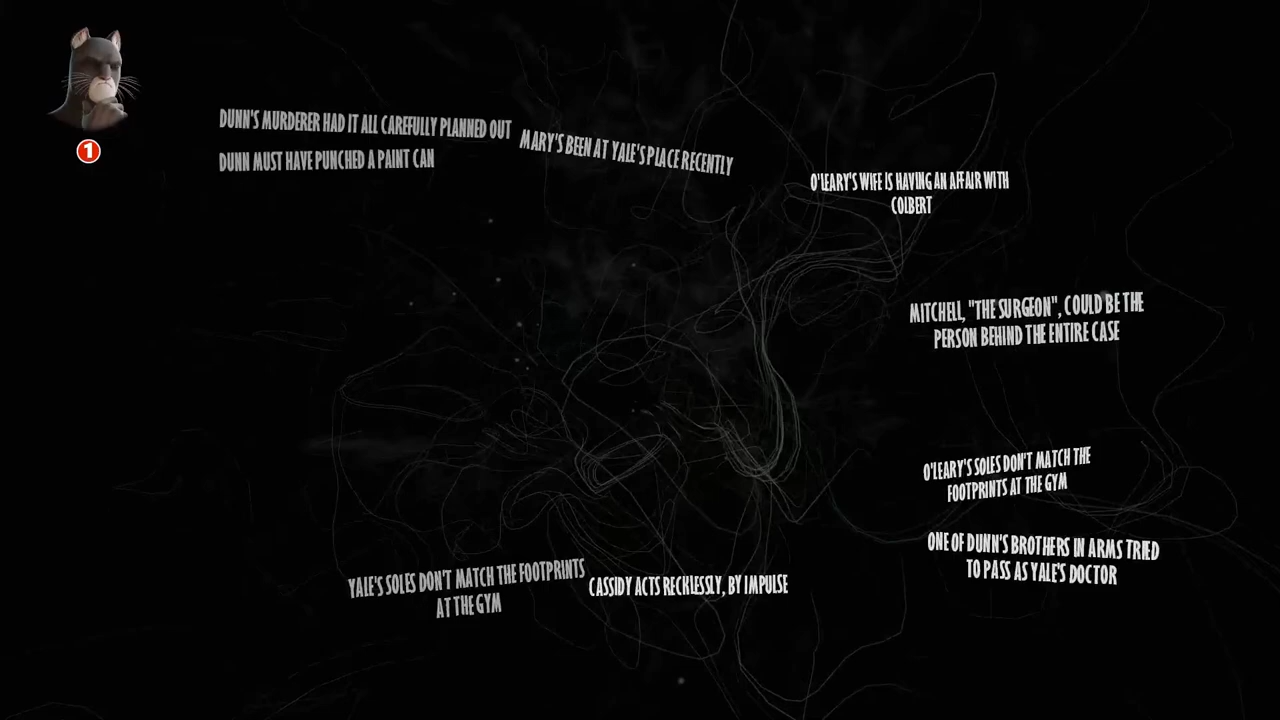 DUNN'S MURDERER HAD IT ALL CAREFULLY PLANNED OUT
MARY'S BEEN AT YALE'S PLACE RECENTLY
1
DUNN MUST HAVE PUNCHED A PAINT CAN
O'LEARY'S WIFE IS HAVING AN AFFAIR WITH
COLBERT
MITCHELL, "THE SURGEON", COULD BE THE
PERSON BEHIND THE ENTIRE CASE
O'LEARY'S SOLES DON'T MATCH THE
FOOTPRINTS AT THE GYM
ONE OF DUNN'S BROTHERS IN ARMS TRIED
TO PASS AS YALE'S DOCTOR
YALE'S SOLES DON'T MATCH THE FOOTPRINTS
AT THE GYM
CASSIDY ACTS RECKLESSLY, BY IMPULSE